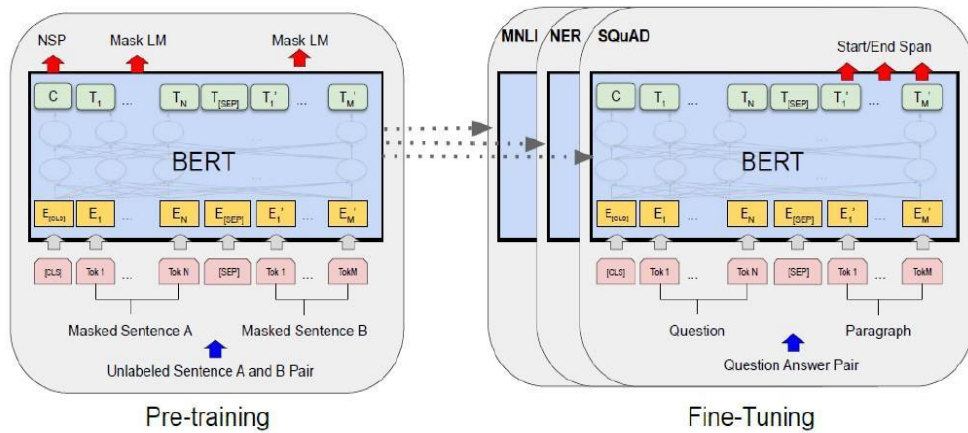 NSP Mask LM Mask LM
C T1 ... TN T[SEP] T1' ... TM'
BERT
E[CLS] E1 ... EN E[SEP] E1' ... EM'
[CLS] Tok 1 ... Tok N [SEP] Tok 1 ... TokM
Masked Sentence A Masked Sentence B
Unlabeled Sentence A and B Pair
Pre-training
MNLI NER SQuAD
Start/End Span
C T1 ... TN T[SEP] T1' ... TM'
BERT
E[CLS] E1 ... EN E[SEP] E1' ... EM'
[CLS] Tok 1 ... Tok N [SEP] Tok 1 ... TokM
Question Paragraph
Question Answer Pair
Fine-Tuning